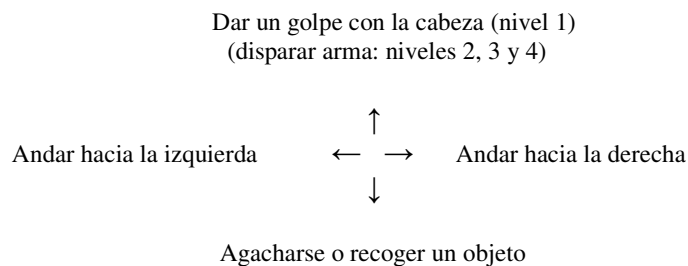 Dar un golpe con la cabeza (nivel 1)
(disparar arma: niveles 2, 3 y 4)
↑
Andar hacia la izquierda ← → Andar hacia la derecha
↓
Agacharse o recoger un objeto